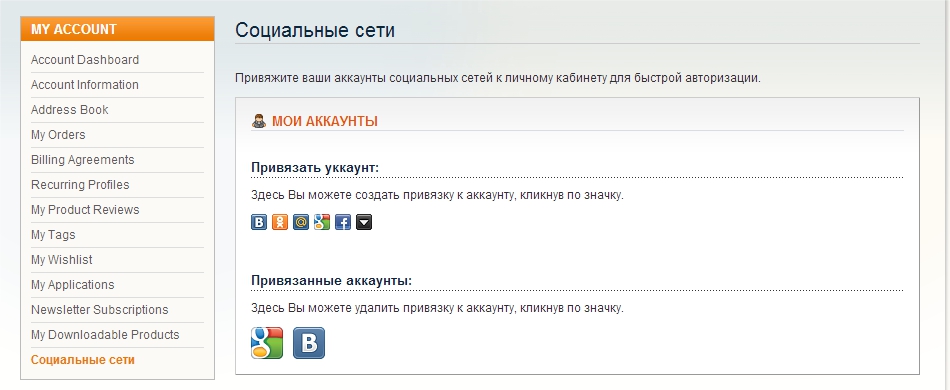 MY ACCOUNT
Account Dashboard
Account Information
Address Book
My Orders
Billing Agreements
Recurring Profiles
My Product Reviews
My Tags
My Wishlist
My Applications
Newsletter Subscriptions
My Downloadable Products
Социальные сети
Социальные сети
Привяжите ваши аккаунты социальных сетей к личному кабинету для быстрой авторизации.
МОИ АККАУНТЫ
Привязать уккаунт:
Здесь Вы можете создать привязку к аккаунту, кликнув по значку.
Привязанные аккаунты:
Здесь Вы можете удалить привязку к аккаунту, кликнув по значку.